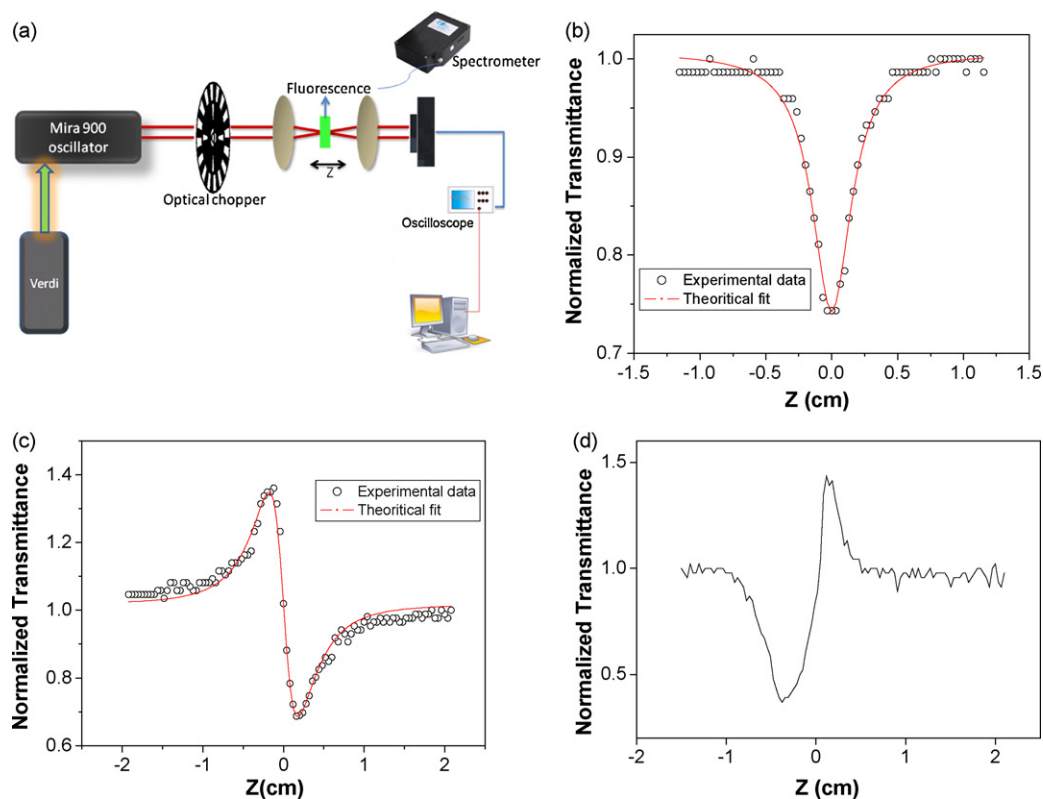 (a)
Spectrometer
Fluorescence
Mira 900
oscillator
Z
Optical chopper
Oscilloscope
Verdi
(b)
Normalized Transmittance
1.0
0.9
0.8
0.7
Experimental data
Theoritical fit
-1.5 -1.0 -0.5 0.0 0.5 1.0 1.5
Z (cm)
(c)
Normalized Transmittance
1.4
1.2
1.0
0.8
0.6
Experimental data
Theoritical fit
-2 -1 0 1 2
Z(cm)
(d)
Normalized Transmittance
1.5
1.0
0.5
-2 -1 0 1 2
Z (cm)